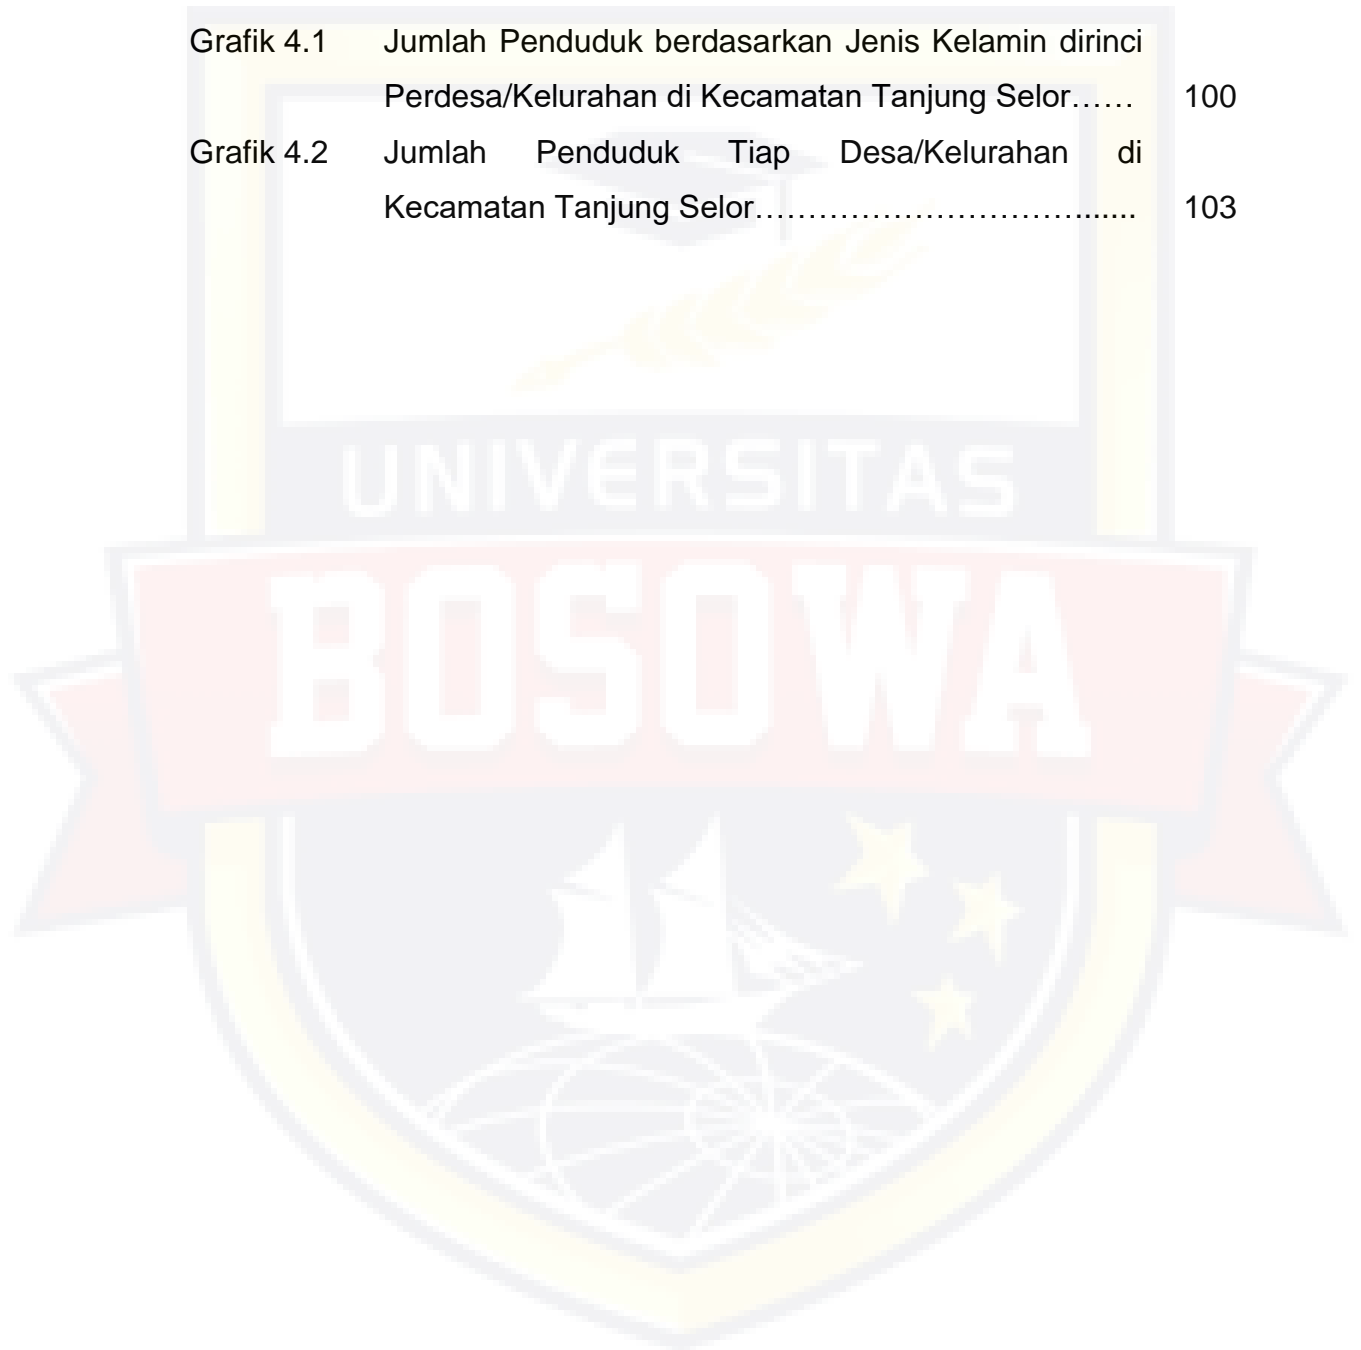 Grafik 4.1 Jumlah Penduduk berdasarkan Jenis Kelamin dirinci
Perdesa/Kelurahan di Kecamatan Tanjung Selor…… 100
Grafik 4.2 Jumlah Penduduk Tiap Desa/Kelurahan di
Kecamatan Tanjung Selor…………………………....... 103
UNIVERSITAS
BOSOWA